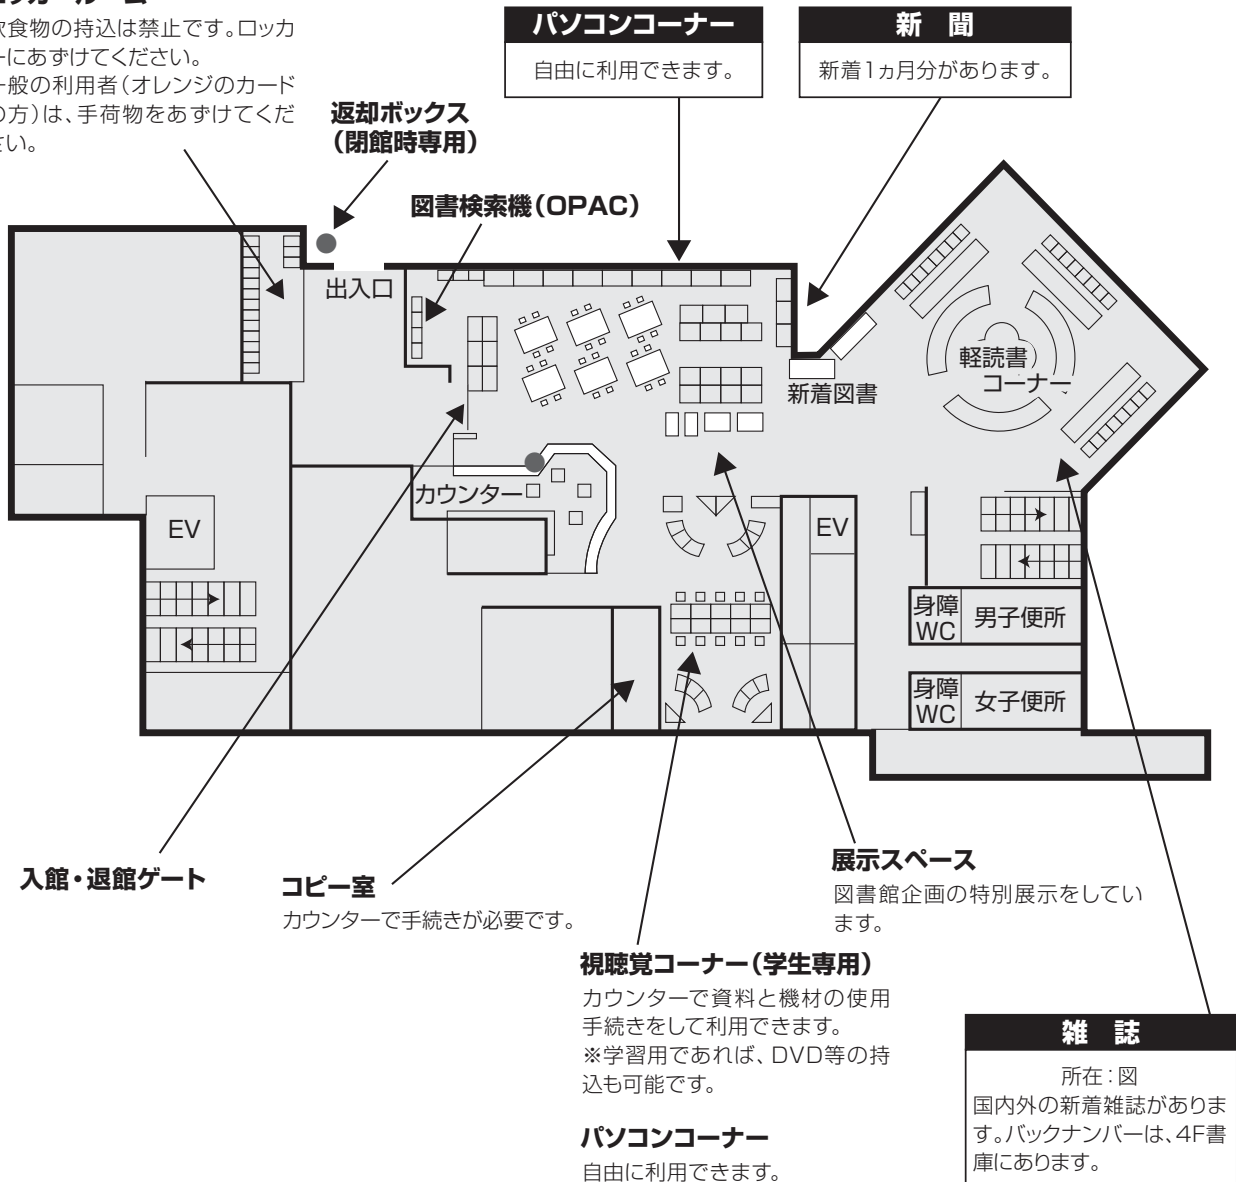 飲食物の持込は禁止です。ロッカ
ーにあずけてください。
一般の利用者（オレンジのカード
の方）は、手荷物をあずけてくだ
さい。
返却ボックス
（閉館時専用）
図書検索機（OPAC）
パソコンコーナー
自由に利用できます。
新聞
新着1ヵ月分があります。
出入口
軽読書
コーナー
新着図書
カウンター
EV
EV
身障
WC
男子便所
身障
WC
女子便所
入館・退館ゲート
コピー室
カウンターで手続きが必要です。
展示スペース
図書館企画の特別展示をしてい
ます。
視聴覚コーナー（学生専用）
カウンターで資料と機材の使用
手続きをして利用できます。
※学習用であれば、DVD等の持
込も可能です。
パソコンコーナー
自由に利用できます。
雑誌
所在：図
国内外の新着雑誌がありま
す。バックナンバーは、4F書
庫にあります。